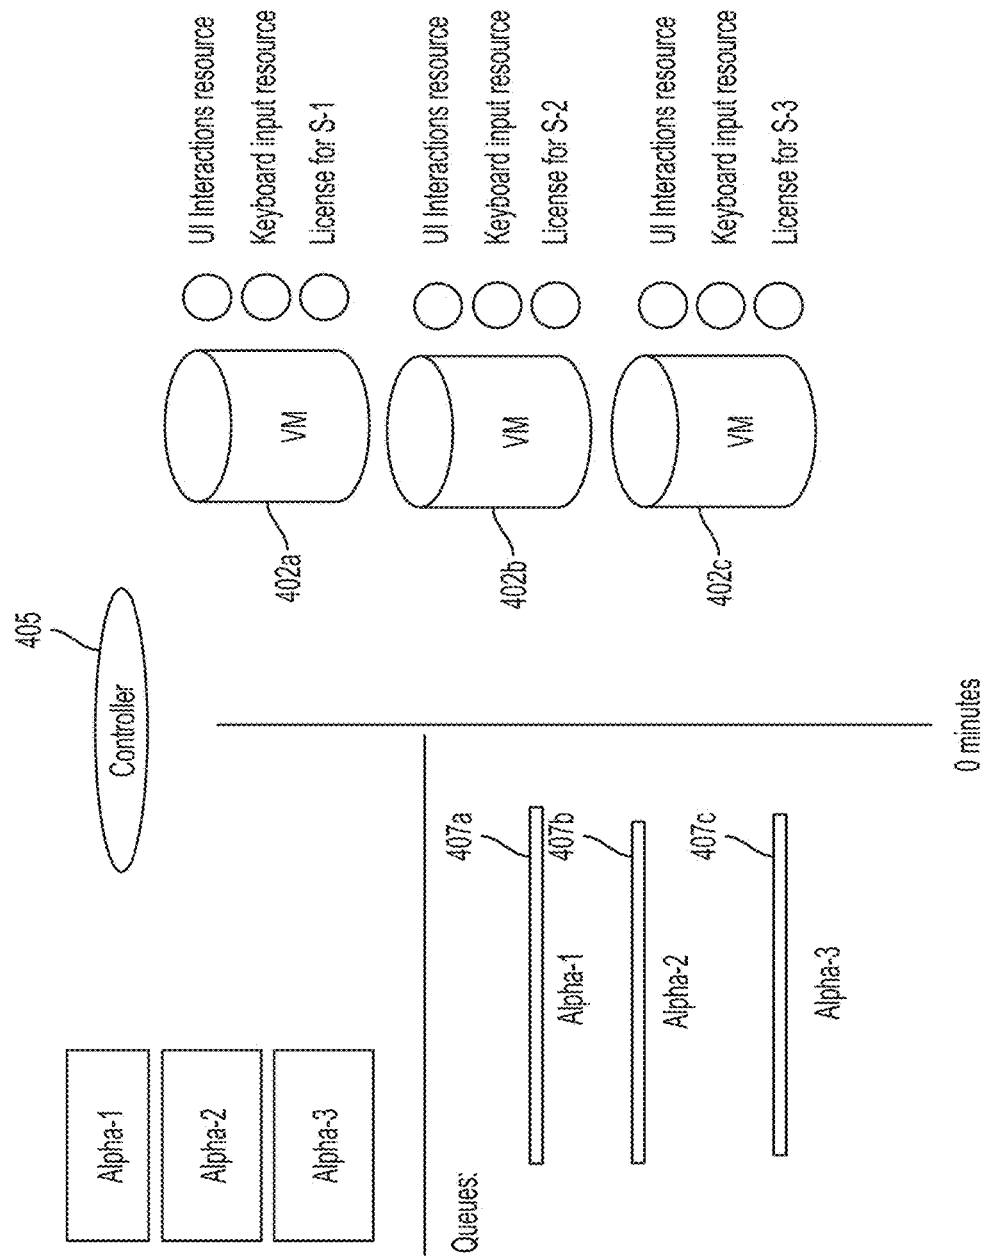 405
Controller
Alpha-1
Alpha-2
Alpha-3
UI Interactions resource
Keyboard input resource
License for S-1
VM
402a
UI Interactions resource
Keyboard input resource
License for S-2
VM
402b
UI Interactions resource
Keyboard input resource
License for S-3
VM
402c
Queues:
407a
Alpha-1
407b
Alpha-2
407c
Alpha-3
0 minutes